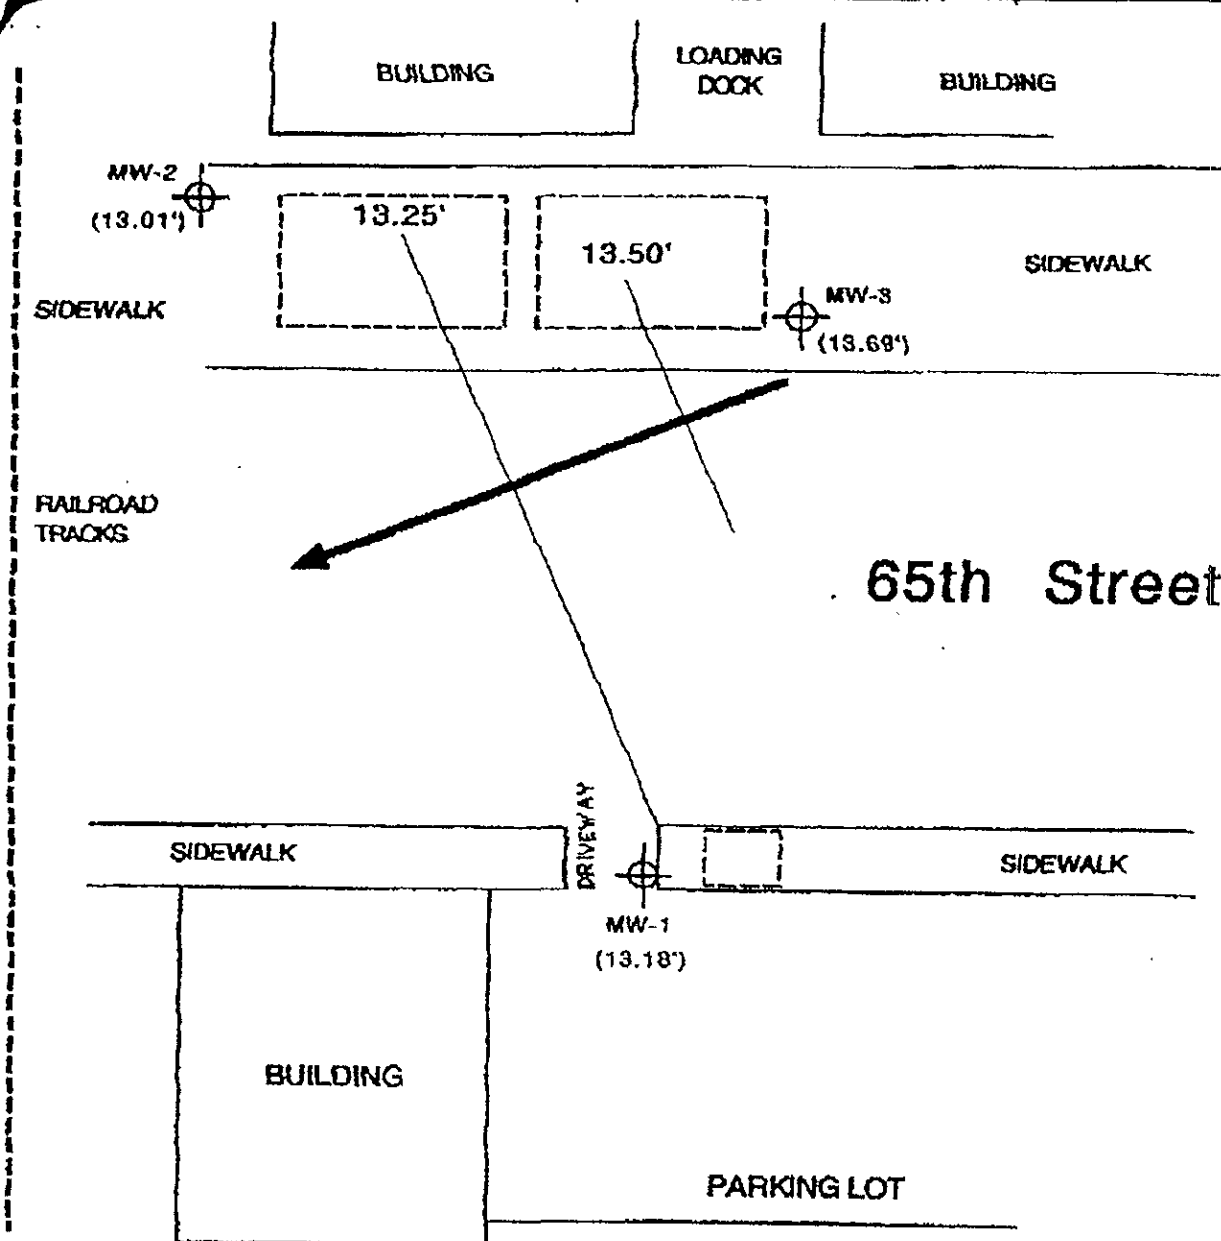 BUILDING
LOADING
DOCK
BUILDING
MW-2
(13.01')
13.25'
13.50'
SIDEWALK
MW-3
(13.69')
SIDEWALK
RAILROAD
TRACKS
65th Street
DRIVEWAY
SIDEWALK
SIDEWALK
MW-1
(13.18')
BUILDING
PARKING LOT